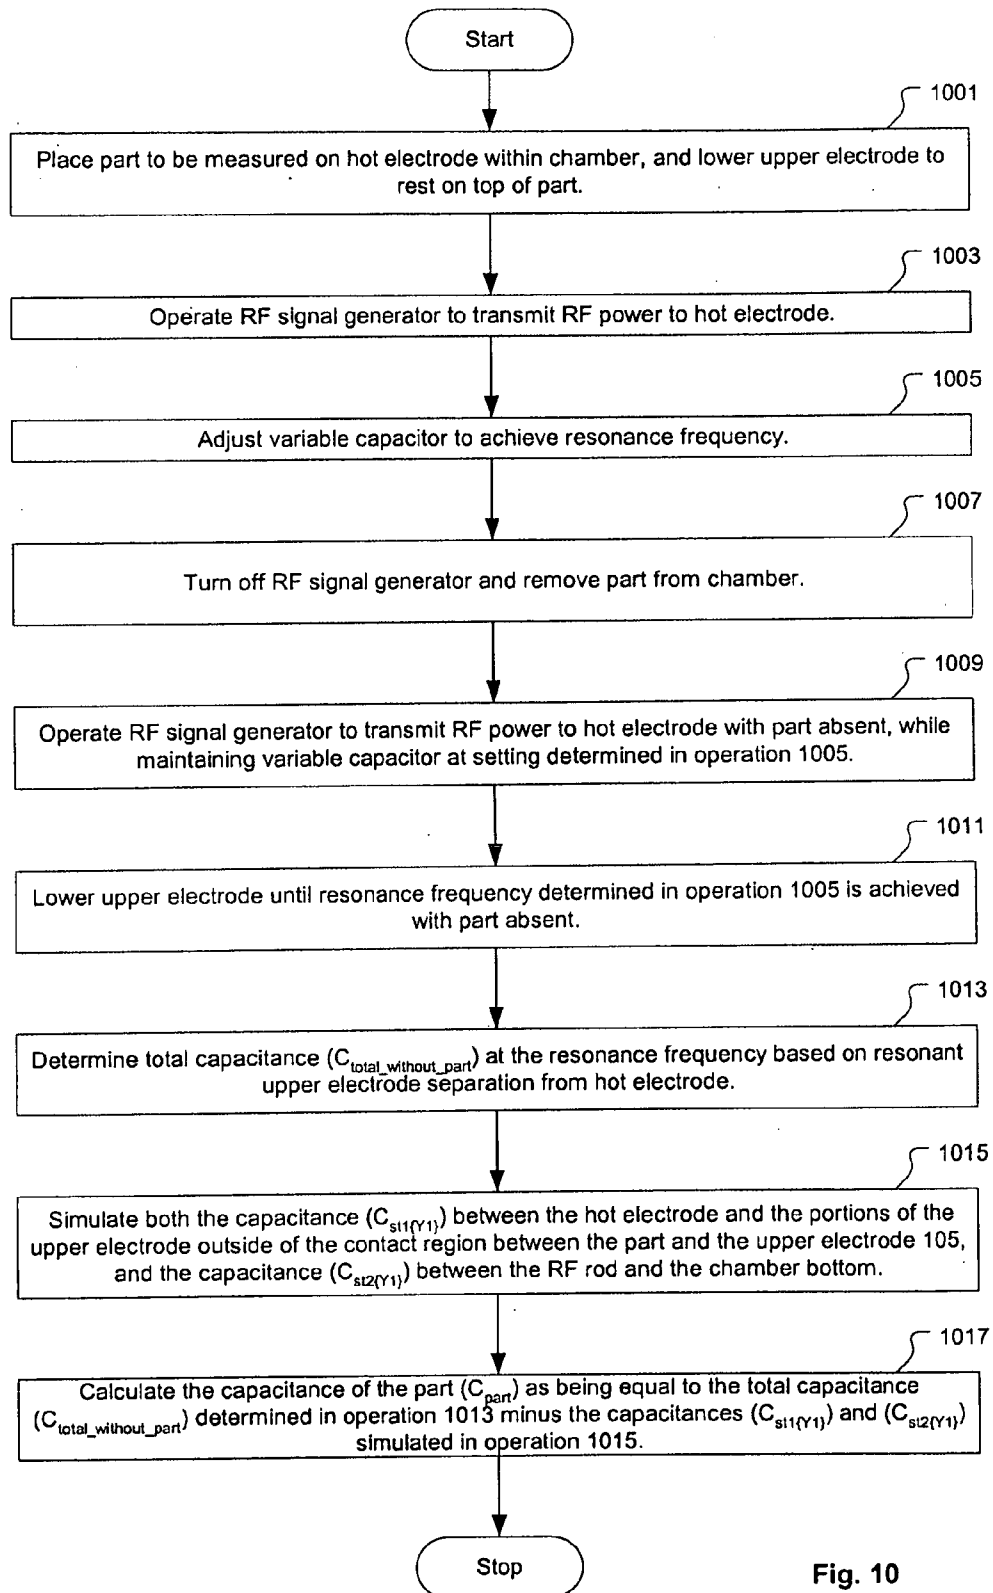 Start
1001
Place part to be measured on hot electrode within chamber, and lower upper electrode to
rest on top of part.
1003
Operate RF signal generator to transmit RF power to hot electrode.
1005
Adjust variable capacitor to achieve resonance frequency.
1007
Turn off RF signal generator and remove part from chamber.
1009
Operate RF signal generator to transmit RF power to hot electrode with part absent, while
maintaining variable capacitor at setting determined in operation 1005.
1011
Lower upper electrode until resonance frequency determined in operation 1005 is achieved
with part absent.
1013
Determine total capacitance (C_total_without_part) at the resonance frequency based on resonant
upper electrode separation from hot electrode.
1015
Simulate both the capacitance (C_st1{Y1}) between the hot electrode and the portions of the
upper electrode outside of the contact region between the part and the upper electrode 105,
and the capacitance (C_st2{Y1}) between the RF rod and the chamber bottom.
1017
Calculate the capacitance of the part (C_part) as being equal to the total capacitance
(C_total_without_part) determined in operation 1013 minus the capacitances (C_st1{Y1}) and (C_st2{Y1})
simulated in operation 1015.
Stop
Fig. 10